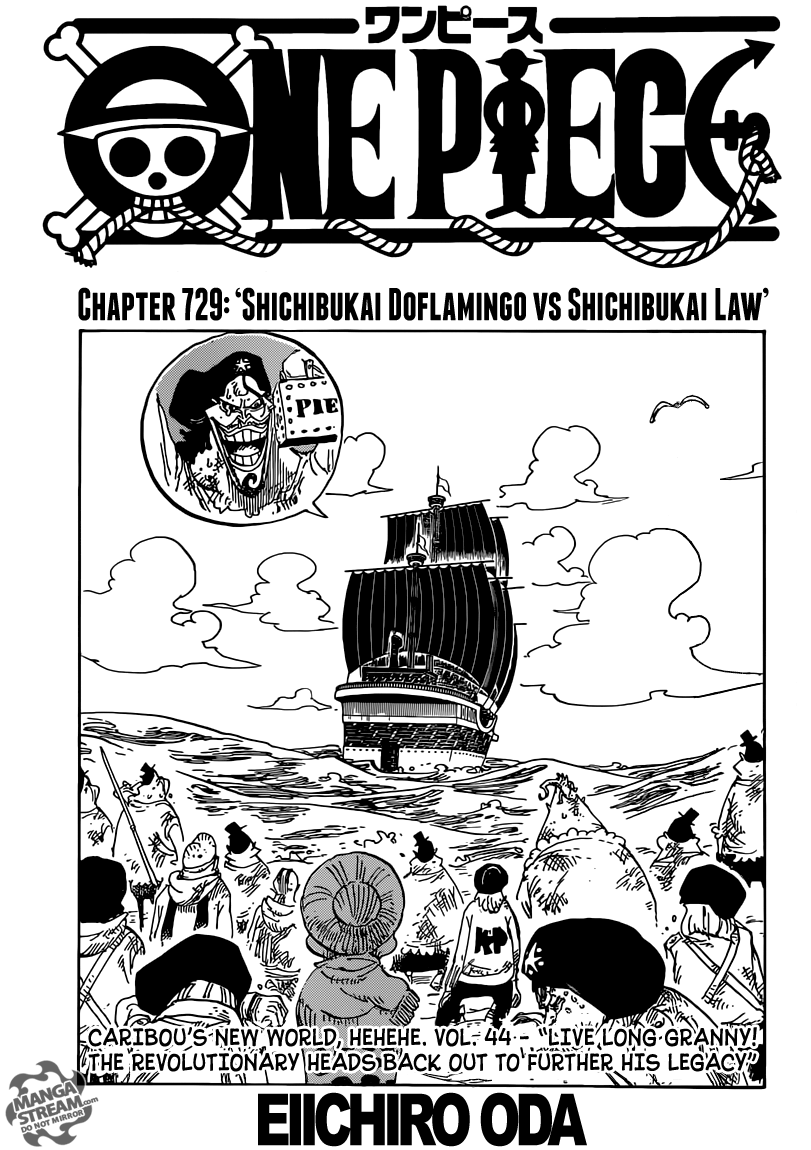 ワンピース
ONE PIECE
CHAPTER 729: ‘SHICHIBUKAI DOFLAMINGO VS SHICHIBUKAI LAW’
PIE
KP
CARIBOU'S NEW WORLD, HEHEHE. VOL. 44 - "LIVE LONG GRANNY!
THE REVOLUTIONARY HEADS BACK OUT TO FURTHER HIS LEGACY"
MANGA
STREAM.com
DO NOT MIRROR
EIICHIRO ODA